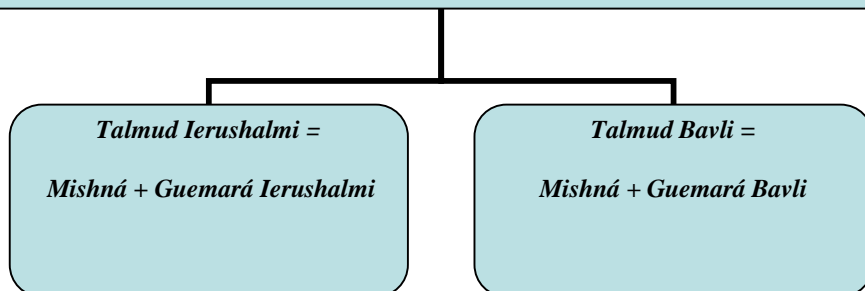 Talmud Ierushalmi =
Mishná + Guemará Ierushalmi
Talmud Bavli =
Mishná + Guemará Bavli